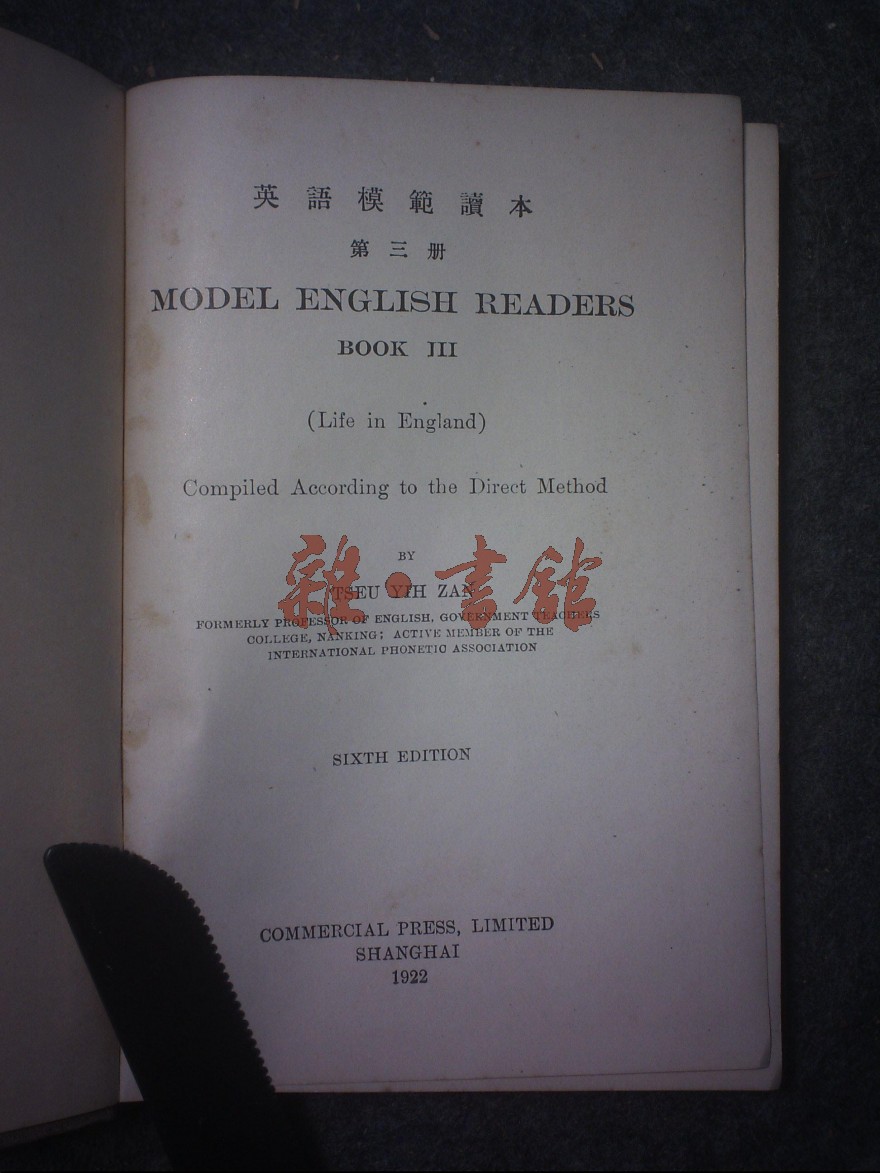 英語模範讀本
第三册
MODEL ENGLISH READERS
BOOK III
(Life in England)
Compiled According to the Direct Method
BY
TSEU YIH ZAN
FORMERLY PROFESSOR OF ENGLISH, GOVERNMENT TEACHERS
COLLEGE, NANKING; ACTIVE MEMBER OF THE
INTERNATIONAL PHONETIC ASSOCIATION
雜·書館
SIXTH EDITION
COMMERCIAL PRESS, LIMITED
SHANGHAI
1922